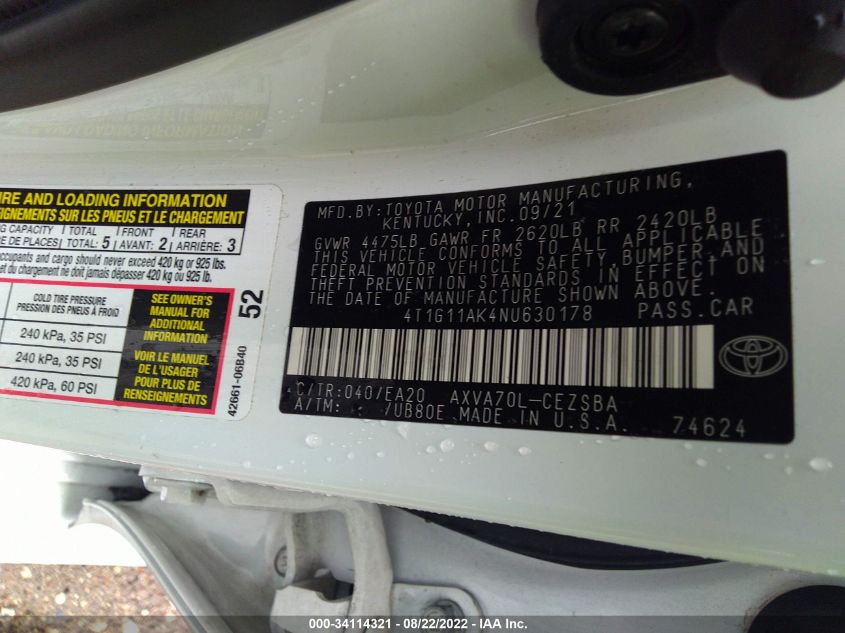 TIRE AND LOADING INFORMATION
RENSEIGNEMENTS SUR LES PNEUS ET LE CHARGEMENT
NG CAPACITY TOTAL FRONT REAR
RE DE PLACES TOTAL: 5 AVANT: 2 ARRIÈRE: 3
occupants and cargo should never exceed 420 kg or 925 lbs.
et du chargement ne doit jamais dépasser 420 kg ou 925 lb.
COLD TIRE PRESSURE
PRESSION DES PNEUS À FROID
240 kPa, 35 PSI
240 kPa, 35 PSI
420 kPa, 60 PSI
SEE OWNER'S
MANUAL FOR
ADDITIONAL
INFORMATION
VOIR LE MANUEL
DE L'USAGER
POUR PLUS DE
RENSEIGNEMENTS
52
42661-06B40
MFD.BY:TOYOTA MOTOR MANUFACTURING,
KENTUCKY,INC.09/21
GVWR 4475LB GAWR FR 2620LB RR 2420LB
THIS VEHICLE CONFORMS TO ALL APPLICABLE
FEDERAL MOTOR VEHICLE SAFETY,BUMPER,AND
THEFT PREVENTION STANDARDS IN EFFECT ON
THE DATE OF MANUFACTURE SHOWN ABOVE.
4T1G11AK4NU630178 PASS.CAR
C/TR:040/EA20 AXVA70L-CEZSBA
A/TM: /UB80E MADE IN U.S.A.
74624
000-34114321 - 08/22/2022 - IAA Inc.